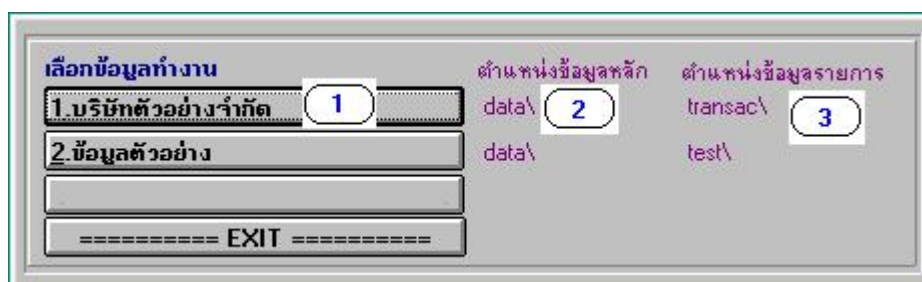 เลือกข้อมูลทำงาน ตำแหน่งข้อมูลหลัก ตำแหน่งข้อมูลรายการ
1.บริษัทตัวอย่างจำกัด 1 data\ 2 transac\ 3
2.ข้อมูลตัวอย่าง data\ test\
========== EXIT ==========